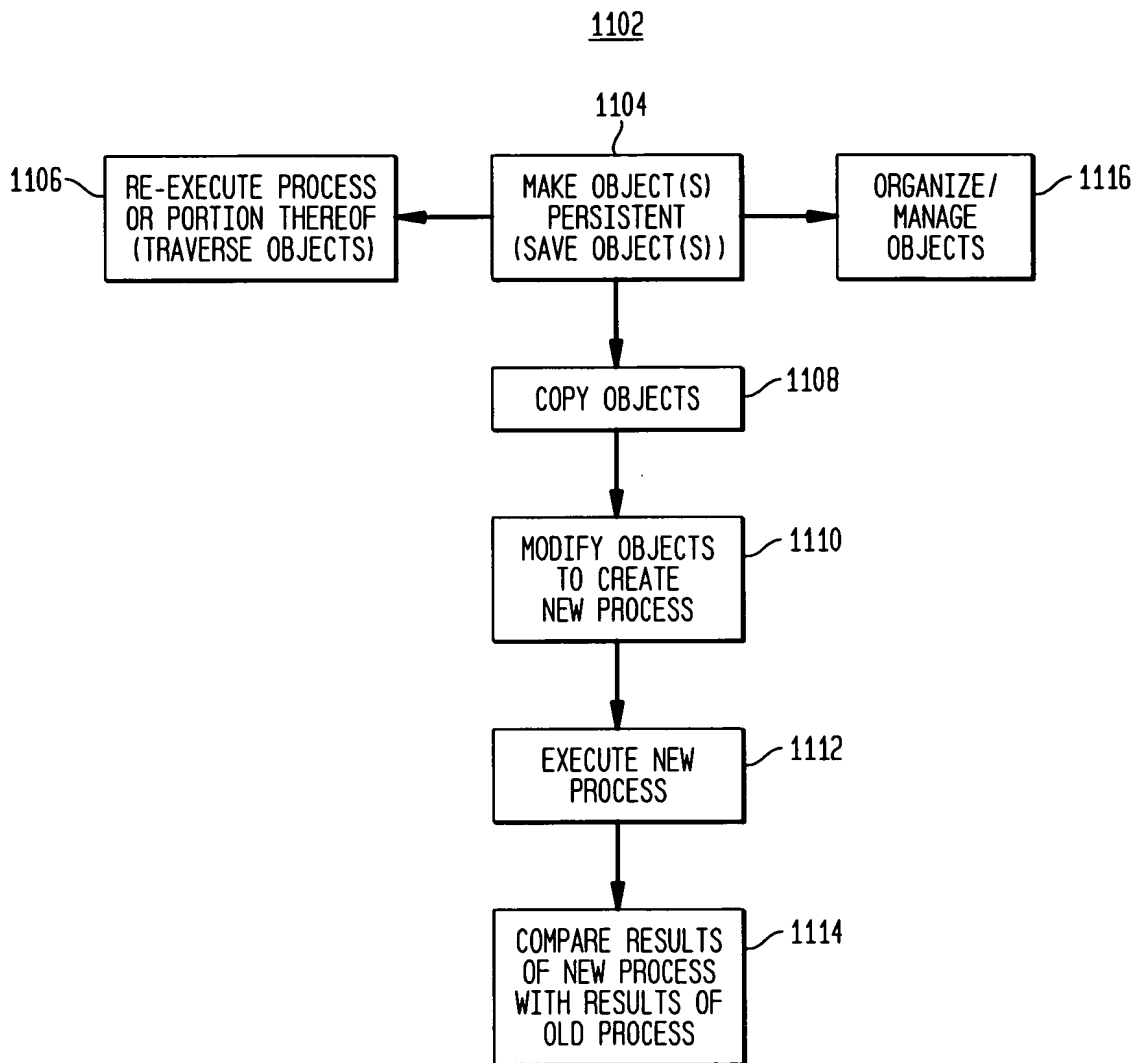 1102
1104
1106
RE-EXECUTE PROCESS
OR PORTION THEREOF
(TRAVERSE OBJECTS)
MAKE OBJECT(S)
PERSISTENT
(SAVE OBJECT(S))
ORGANIZE/
MANAGE
OBJECTS
1116
COPY OBJECTS
1108
MODIFY OBJECTS
TO CREATE
NEW PROCESS
1110
EXECUTE NEW
PROCESS
1112
COMPARE RESULTS
OF NEW PROCESS
WITH RESULTS OF
OLD PROCESS
1114